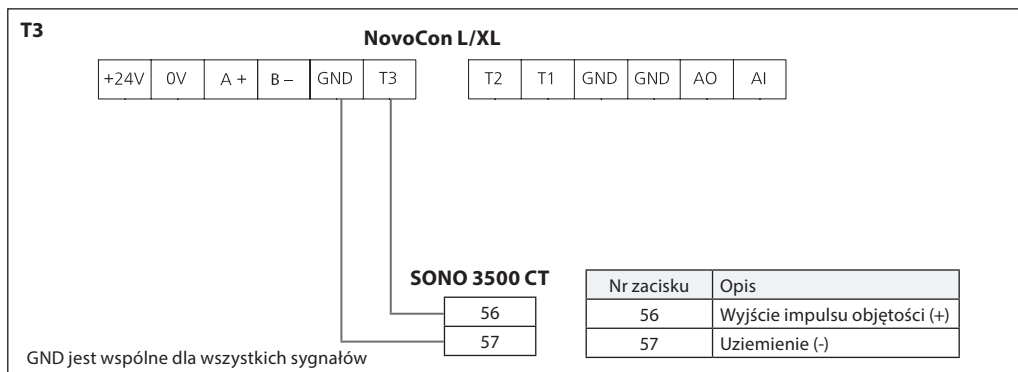 T3
NovoCon L/XL
+24V 0V A + B – GND T3 T2 T1 GND GND AO AI
SONO 3500 CT
56
57
Nr zacisku Opis
56 Wyjście impulsu objętości (+)
57 Uziemienie (-)
GND jest wspólne dla wszystkich sygnałów